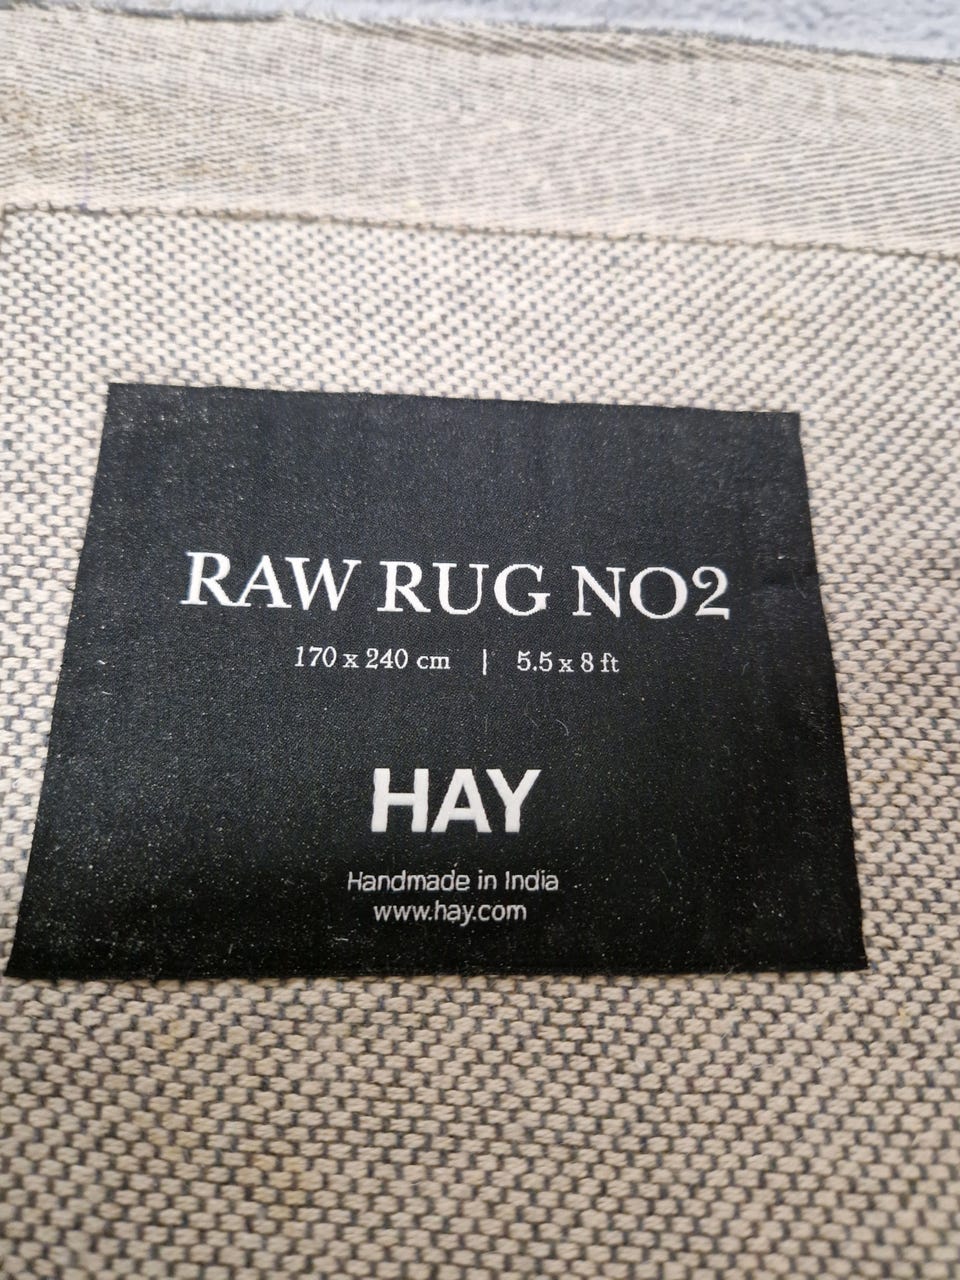 RAW RUG NO2
170 x 240 cm | 5.5 x 8 ft
HAY
Handmade in India
www.hay.com